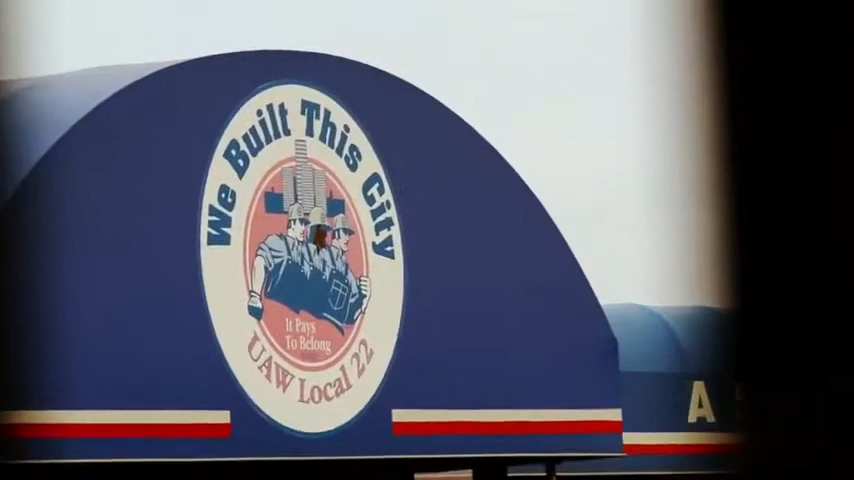 We Built This City
It Pays
To Belong
UAW Local 22
A